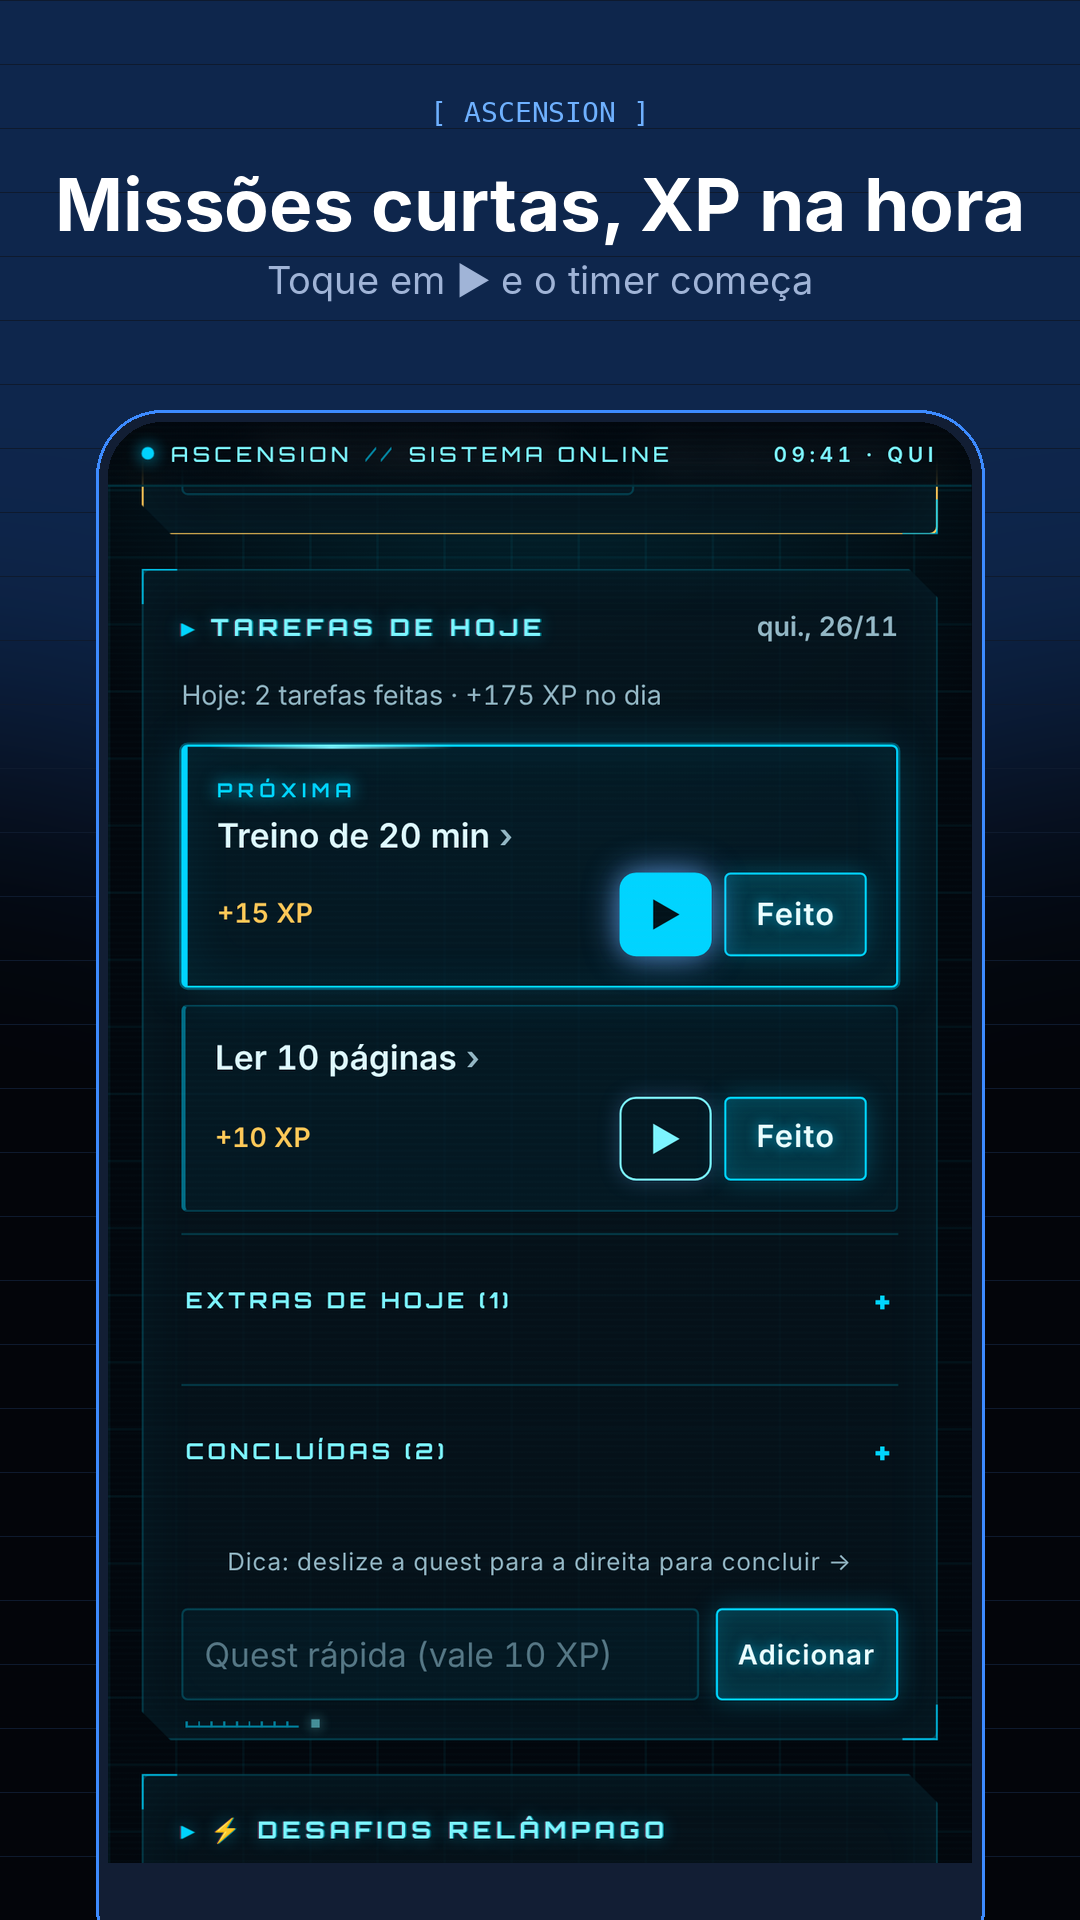 [ ASCENSION ]
Missões curtas, XP na hora
Toque em ▶ e o timer começa
ASCENSION // SISTEMA ONLINE
09:41 · QUI
▶ TAREFAS DE HOJE
qui., 26/11
Hoje: 2 tarefas feitas · +175 XP no dia
PRÓXIMA
Treino de 20 min ›
+15 XP
▶
Feito
Ler 10 páginas ›
+10 XP
▶
Feito
EXTRAS DE HOJE (1)
+
CONCLUÍDAS (2)
+
Dica: deslize a quest para a direita para concluir →
Quest rápida (vale 10 XP)
Adicionar
▶ ⚡ DESAFIOS RELÂMPAGO